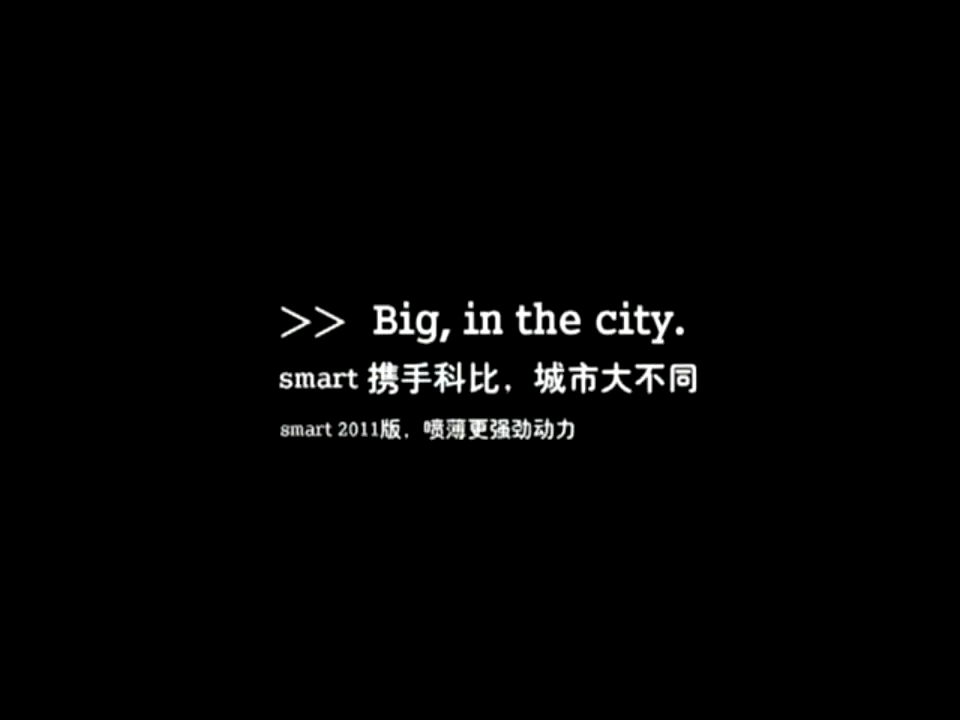 >> Big, in the city.
smart 携手科比，城市大不同
smart 2011版，喷薄更强劲动力